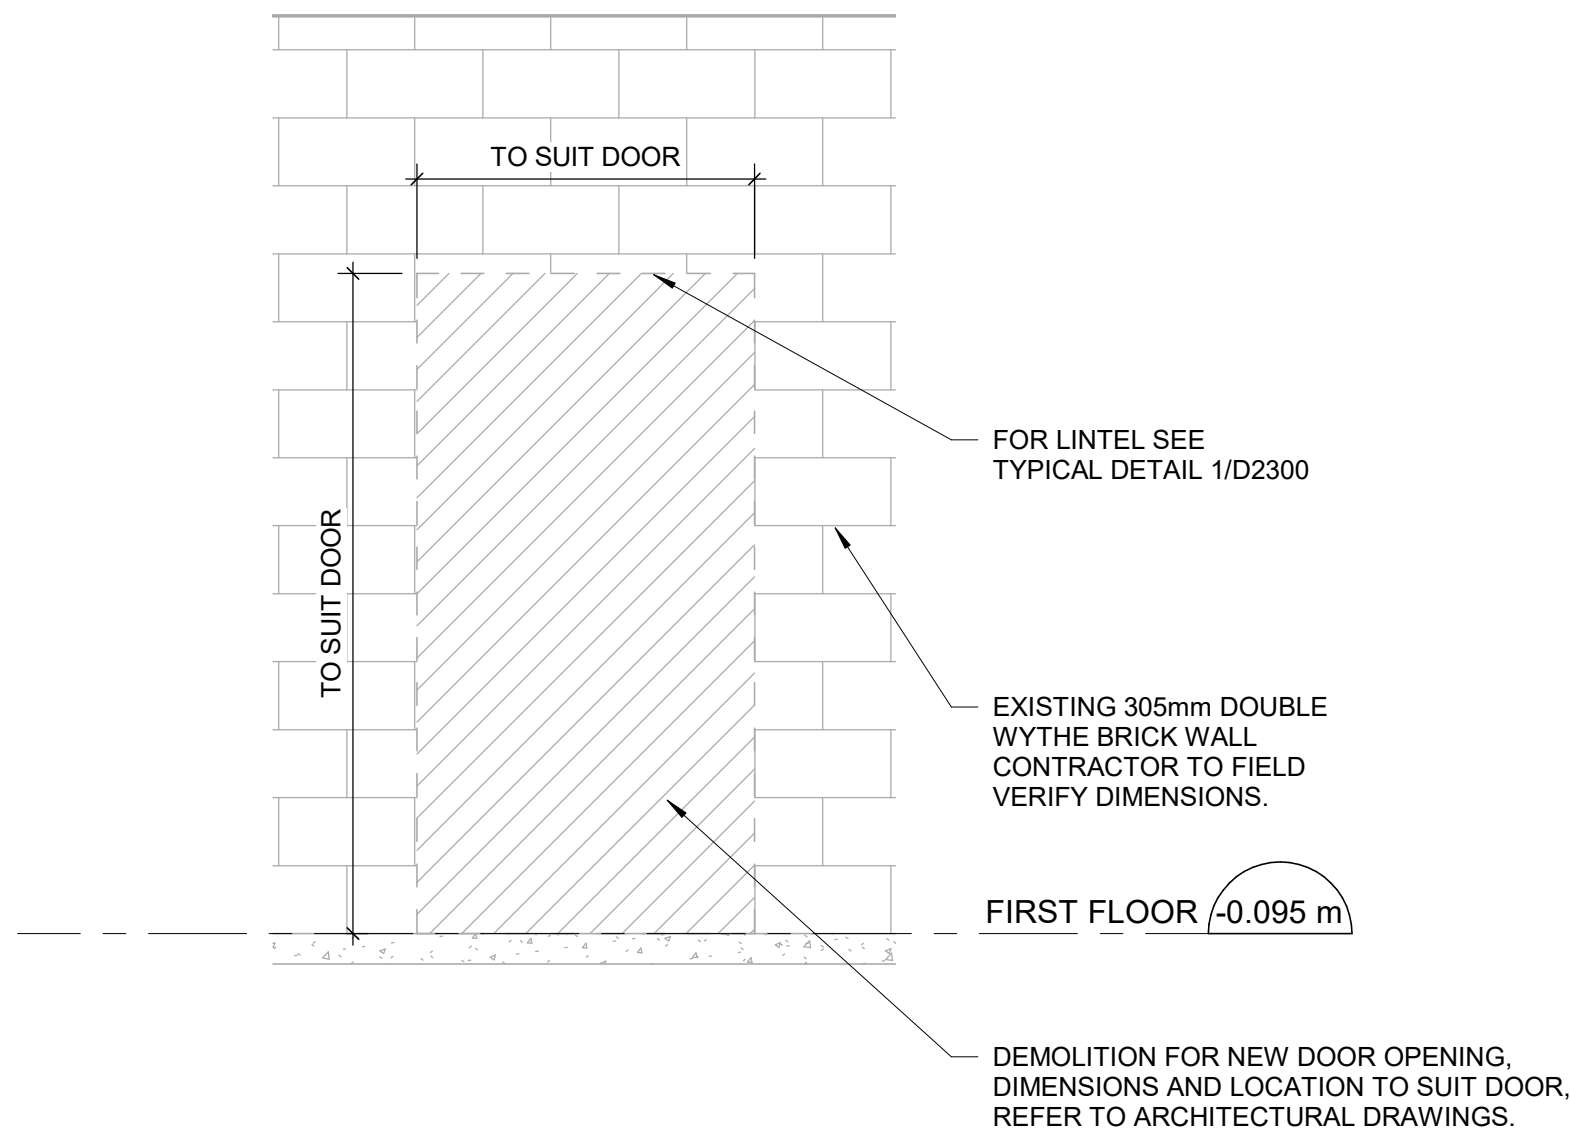 TO SUIT DOOR
FOR LINTEL SEE
TYPICAL DETAIL 1/D2300
TO SUIT DOOR
EXISTING 305mm DOUBLE
WYTHE BRICK WALL
CONTRACTOR TO FIELD
VERIFY DIMENSIONS.
FIRST FLOOR -0.095 m
DEMOLITION FOR NEW DOOR OPENING,
DIMENSIONS AND LOCATION TO SUIT DOOR,
REFER TO ARCHITECTURAL DRAWINGS.